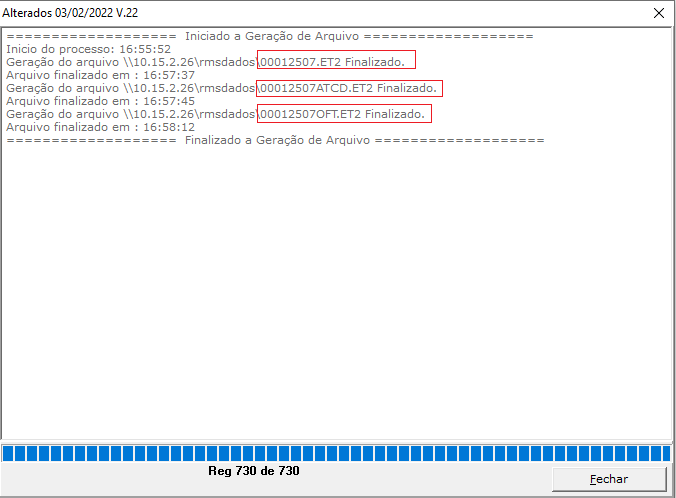 Alterados 03/02/2022 V.22
=================== Iniciado a Geração de Arquivo ===================
Inicio do processo: 16:55:52
Geração do arquivo \\10.15.2.26\rmsdados\00012507.ET2 Finalizado.
Arquivo finalizado em : 16:57:37
Geração do arquivo \\10.15.2.26\rmsdados\00012507ATCD.ET2 Finalizado.
Arquivo finalizado em : 16:57:45
Geração do arquivo \\10.15.2.26\rmsdados\00012507OFT.ET2 Finalizado.
Arquivo finalizado em : 16:58:12
=================== Finalizado a Geração de Arquivo ===================
Reg 730 de 730
Fechar